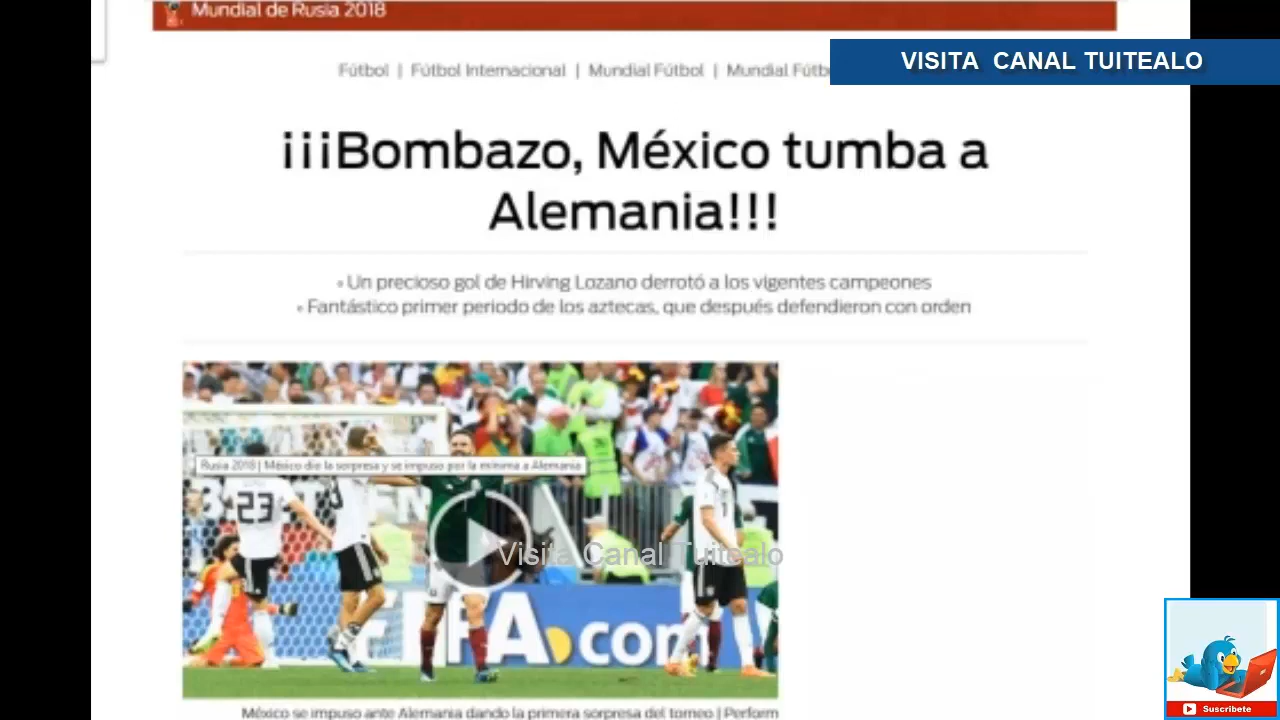 Mundial de Rusia 2018
VISITA CANAL TUITEALO
Fútbol | Fútbol Internacional | Mundial Fútbol | Mundial Fútb
¡¡¡Bombazo, México tumba a
Alemania!!!
Un precioso gol de Hirving Lozano derrotó a los vigentes campeones
Fantástico primer periodo de los aztecas, que después defendieron con orden
Rusia 2018 | México dio la sorpresa y se impuso por la mínima a Alemania
23
Visita Canal Tuitealo
FIFA.com
México se impuso ante Alemania dando la primera sorpresa del torneo | Perform
Suscribete